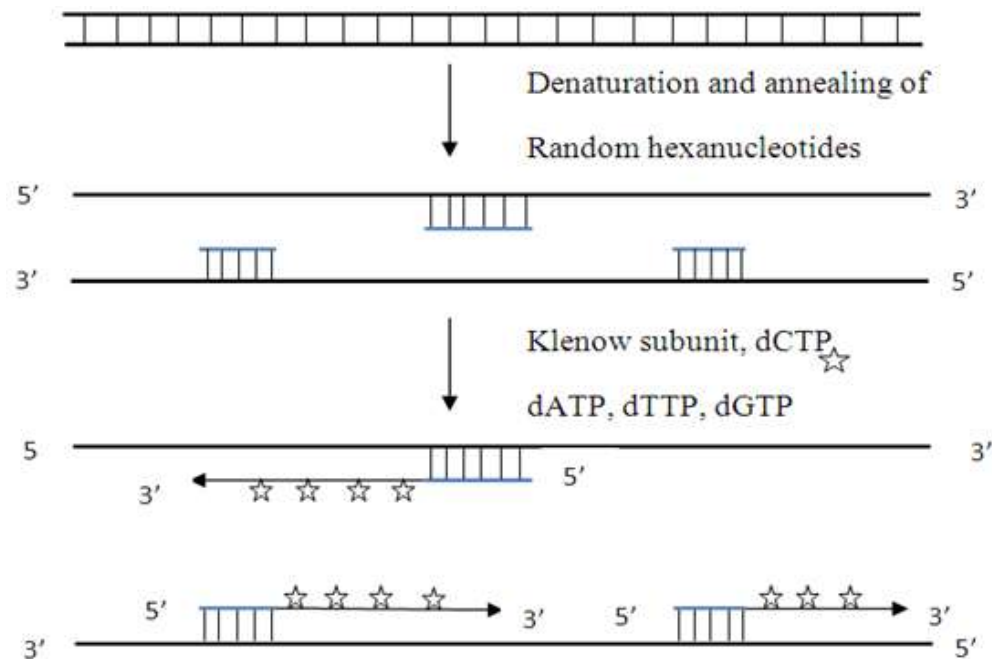 Denaturation and annealing of
Random hexanucleotides
5′ 3′
3′ 5′
Klenow subunit, dCTP
dATP, dTTP, dGTP
5 3′
3′ 5′
5′ 3′ 5′ 3′
3′ 5′